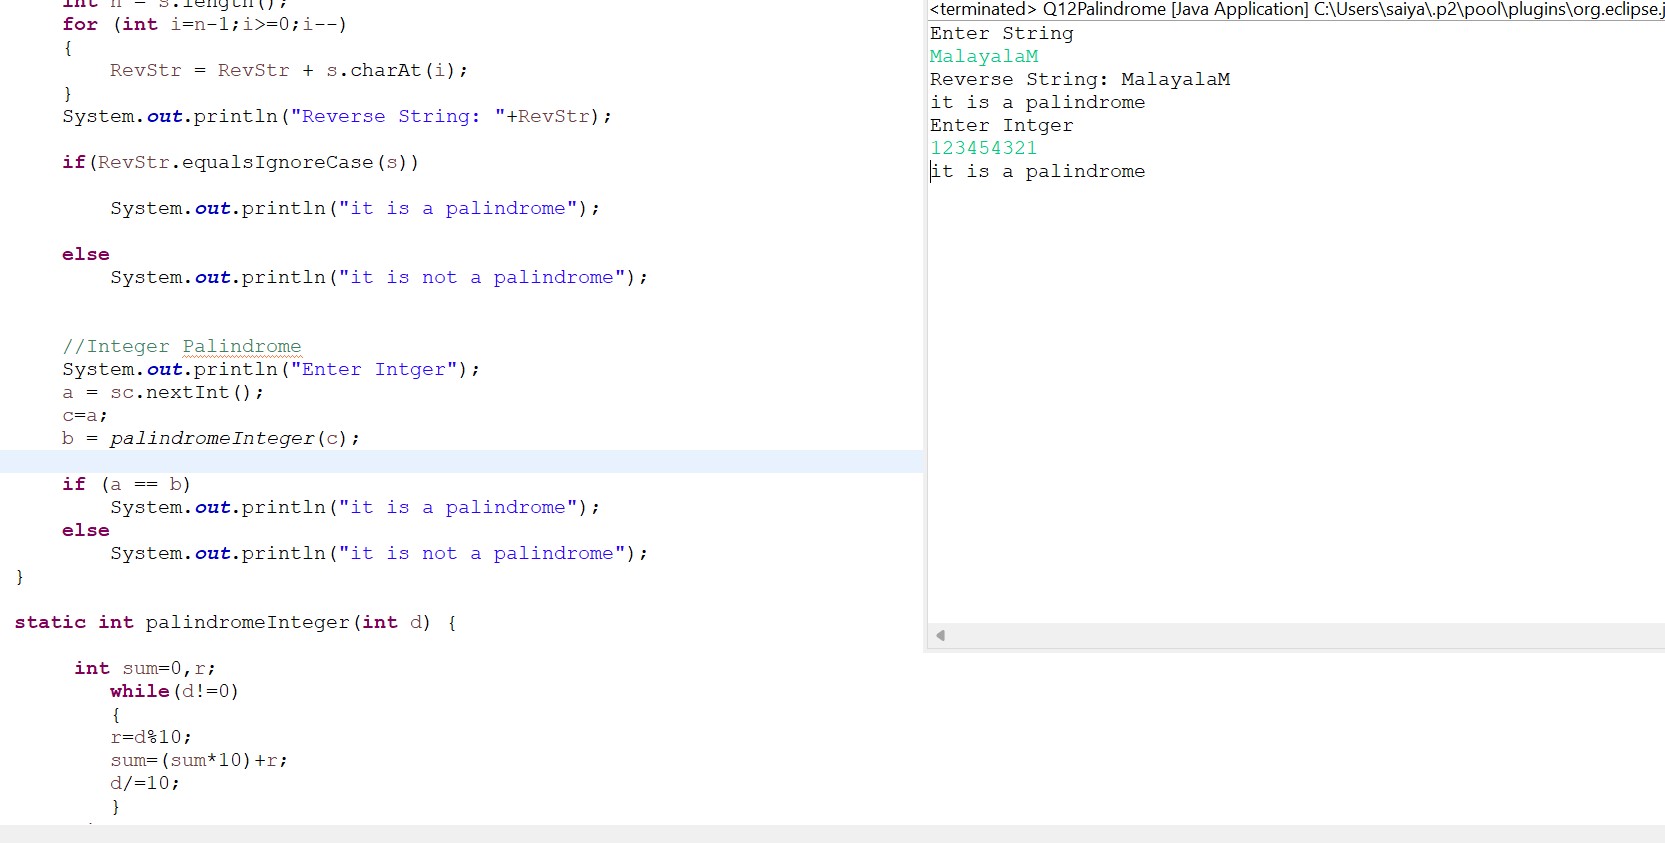 int n = s.length();
for (int i=n-1;i>=0;i--)
{
RevStr = RevStr + s.charAt(i);
}
System.out.println("Reverse String: "+RevStr);
if(RevStr.equalsIgnoreCase(s))
System.out.println("it is a palindrome");
else
System.out.println("it is not a palindrome");
//Integer Palindrome
System.out.println("Enter Intger");
a = sc.nextInt();
c=a;
b = palindromeInteger(c);
if (a == b)
System.out.println("it is a palindrome");
else
System.out.println("it is not a palindrome");
}
static int palindromeInteger(int d) {
int sum=0,r;
while(d!=0)
{
r=d%10;
sum=(sum*10)+r;
d/=10;
}
<terminated> Q12Palindrome [Java Application] C:\Users\saiya\.p2\pool\plugins\org.eclipse.j
Enter String
MalayalaM
Reverse String: MalayalaM
it is a palindrome
Enter Intger
123454321
it is a palindrome